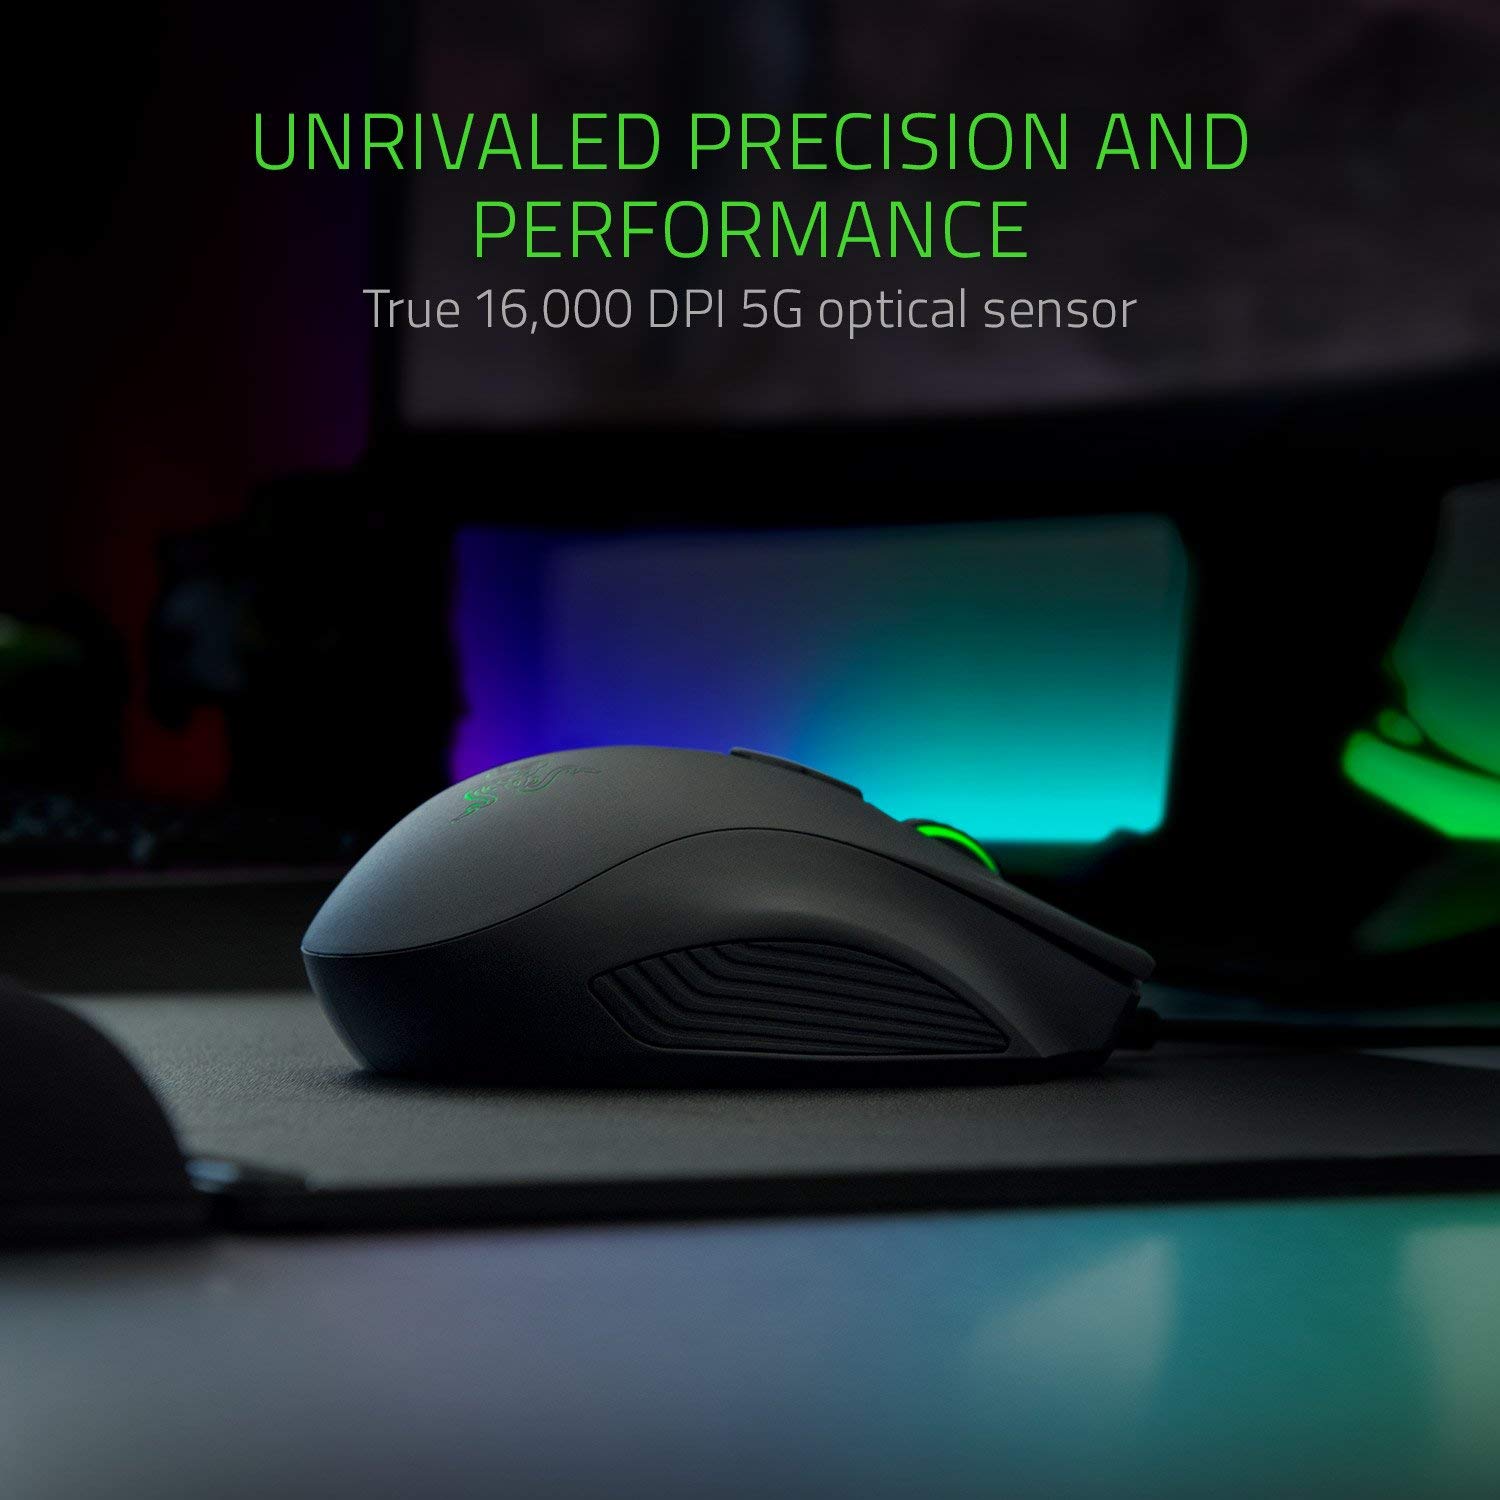 UNRIVALED PRECISION AND
PERFORMANCE
True 16,000 DPI 5G optical sensor